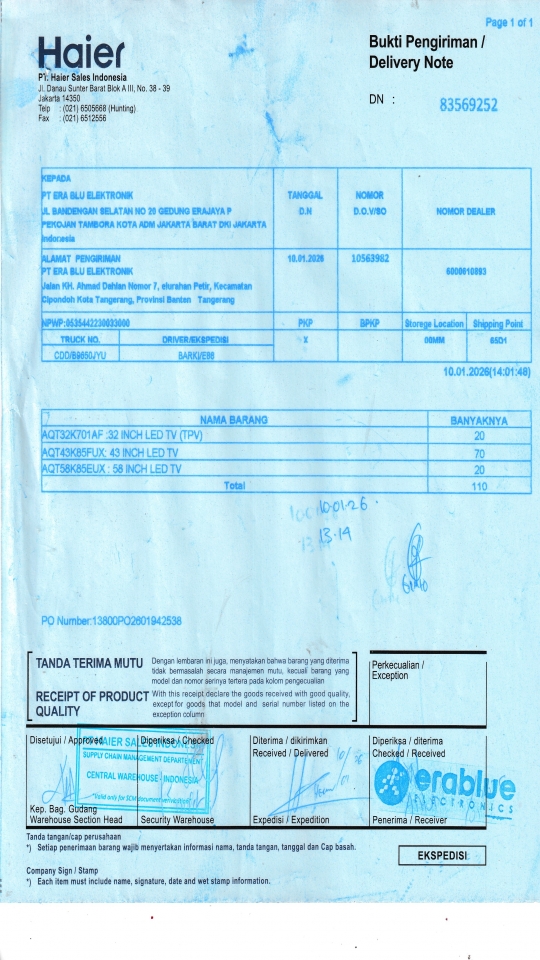 Page 1 of 1
Haier
PT. Haier Sales Indonesia
Jl. Danau Sunter Barat Blok A III, No. 38 - 39
Jakarta 14350
Telp : (021) 6505668 (Hunting)
Fax : (021) 6512556
Bukti Pengiriman /
Delivery Note
DN : 83569252
KEPADA
PT ERA BLU ELEKTRONIK
JL BANDENGAN SELATAN NO 20 GEDUNG ERAJAYA P
PEKOJAN TAMBORA KOTA ADM JAKARTA BARAT DKI JAKARTA
Indonesia
TANGGAL
D.N
NOMOR
D.O.V/SO
NOMOR DEALER
ALAMAT PENGIRIMAN
PT ERA BLU ELEKTRONIK
Jalan KH. Ahmad Dahlan Nomor 7, elurahan Petir, Kecamatan
Cipondoh Kota Tangerang, Provinsi Banten Tangerang
10.01.2026
10563982
6000610893
NPWP:0535442230033000
PKP
BPKP
Storege Location
Shipping Point
TRUCK NO.
DRIVER/EKSPEDISI
X
00MM
65D1
CDD/B9650JYU
BARKI/E86
10.01.2026(14:01:48)
NAMA BARANG
BANYAKNYA
AQT32K701AF :32 INCH LED TV (TPV)
20
AQT43K85FUX: 43 INCH LED TV
70
AQT58K85EUX : 58 INCH LED TV
20
Total
110
10-01-26
13.14
PO Number:13800PO2601942538
TANDA TERIMA MUTU
Dengan lembaran ini juga, menyatakan bahwa barang yang diterima
tidak bermasalah secara manajemen mutu, kecuali barang yang
model dan nomor serinya tertera pada kolom pengecualian
RECEIPT OF PRODUCT
QUALITY
With this receipt declare the goods received with good quality,
except for goods that model and serial number listed on the
exception column
Perkecualian /
Exception
Disetujui / Approved
Diperiksa / Checked
Diterima / dikirimkan
Received / Delivered
Diperiksa / diterima
Checked / Received
HAIER SALES INDONESIA
SUPPLY CHAIN MANAGEMENT DEPARTEMENT
CENTRAL WAREHOUSE - INDONESIA
erablue
ELECTRONICS
Kep. Bag. Gudang
Warehouse Section Head
Security Warehouse
Expedisi / Expedition
Penerima / Receiver
Tanda tangan/cap perusahaan
*) Setiap penerimaan barang wajib menyertakan informasi nama, tanda tangan, tanggal dan Cap basah.
EKSPEDISI
Company Sign / Stamp
*) Each item must include name, signature, date and wet stamp information.